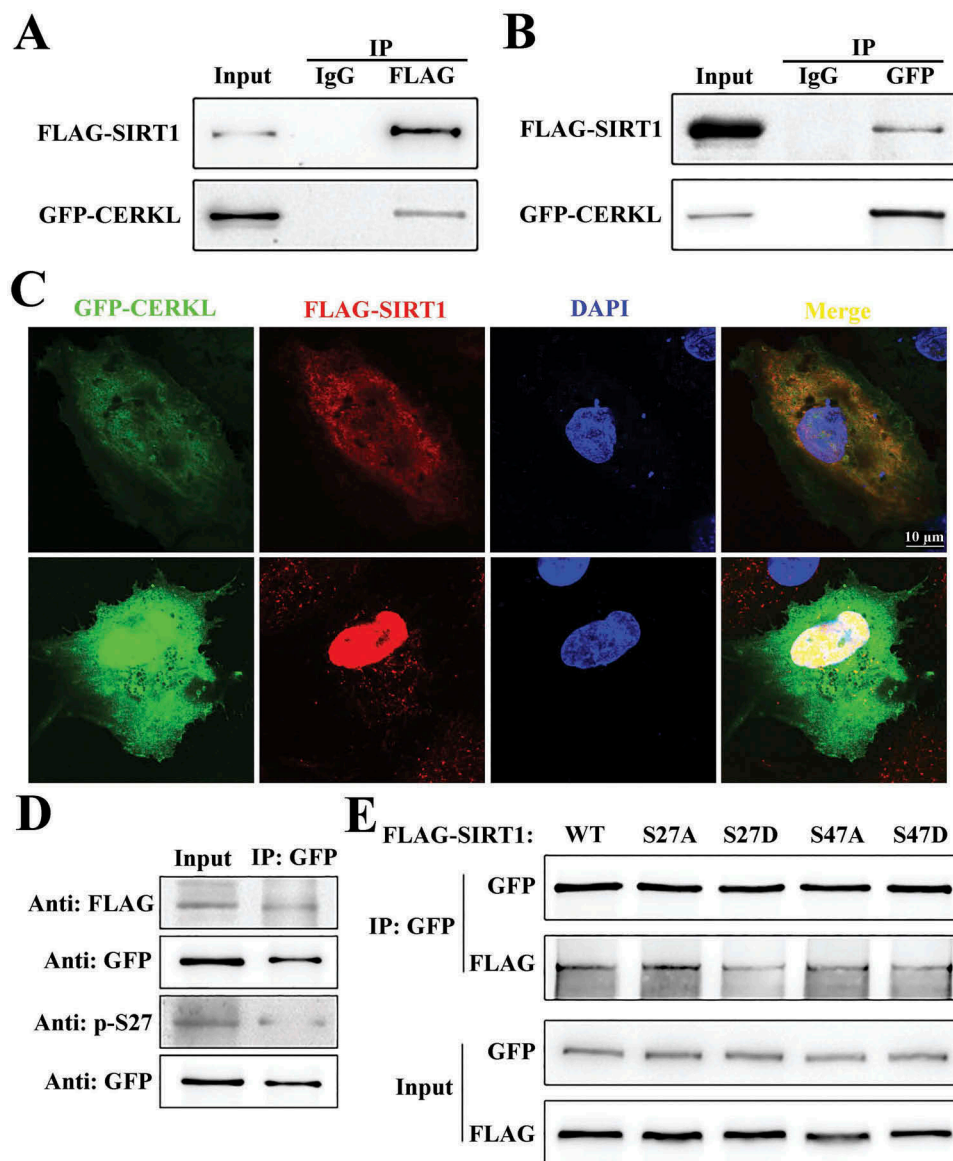 A
IP
Input IgG FLAG
FLAG-SIRT1
GFP-CERKL
B
IP
Input IgG GFP
FLAG-SIRT1
GFP-CERKL
C
GFP-CERKL FLAG-SIRT1 DAPI Merge
10 µm
D
Input IP: GFP
Anti: FLAG
Anti: GFP
Anti: p-S27
Anti: GFP
E
FLAG-SIRT1: WT S27A S27D S47A S47D
IP: GFP
GFP
FLAG
Input
GFP
FLAG